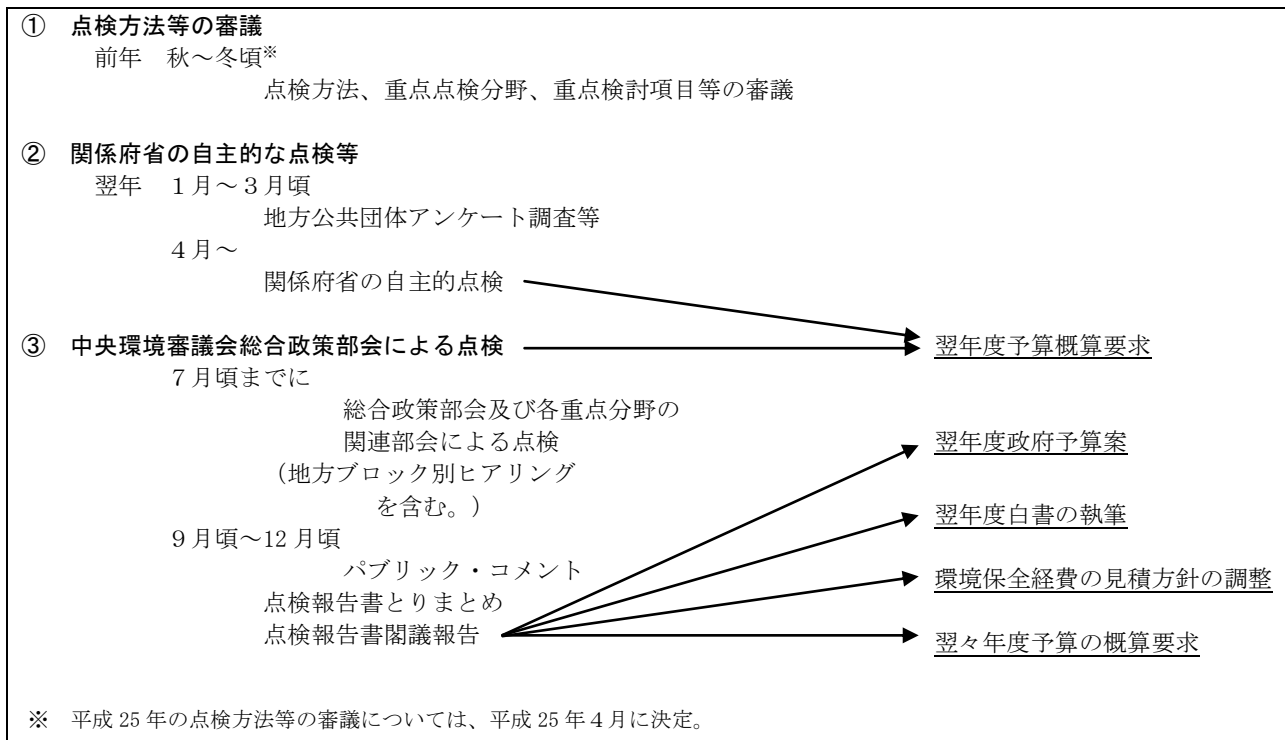 ① 点検方法等の審議
前年 秋～冬頃※
点検方法、重点点検分野、重点検討項目等の審議
② 関係府省の自主的な点検等
翌年 １月～３月頃
地方公共団体アンケート調査等
４月～
関係府省の自主的点検
③ 中央環境審議会総合政策部会による点検
翌年度予算概算要求
７月頃までに
総合政策部会及び各重点分野の
関連部会による点検
翌年度政府予算案
（地方ブロック別ヒアリング
を含む。）
翌年度白書の執筆
９月頃～12 月頃
パブリック・コメント
環境保全経費の見積方針の調整
点検報告書とりまとめ
点検報告書閣議報告
翌々年度予算の概算要求
※ 平成 25 年の点検方法等の審議については、平成 25 年４月に決定。